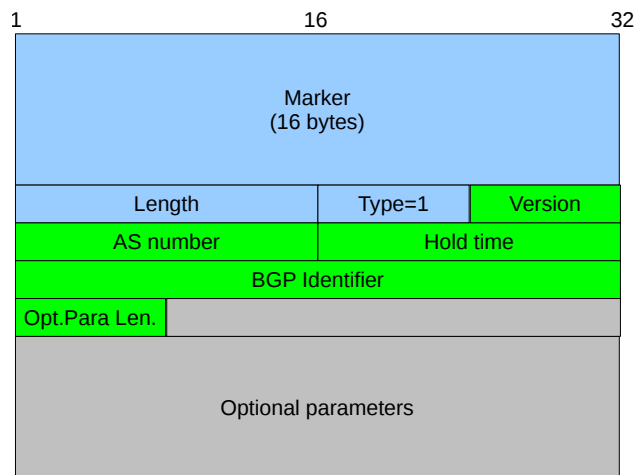 1 16 32
Marker
(16 bytes)
Length Type=1 Version
AS number Hold time
BGP Identifier
Opt.Para Len.
Optional parameters